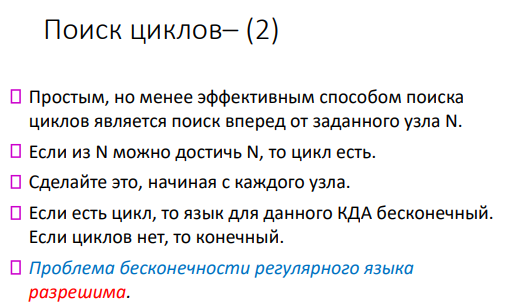 Поиск циклов– (2)
Простым, но менее эффективным способом поиска
циклов является поиск вперед от заданного узла N.
Если из N можно достичь N, то цикл есть.
Сделайте это, начиная с каждого узла.
Если есть цикл, то язык для данного КДА бесконечный.
Если циклов нет, то конечный.
Проблема бесконечности регулярного языка
разрешима.